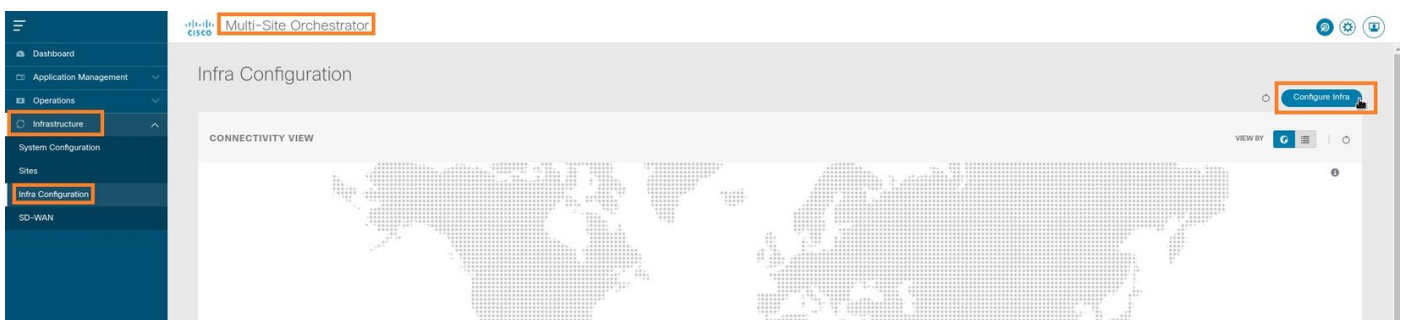 cisco Multi-Site Orchestrator
Dashboard
Application Management
Operations
Infrastructure
System Configuration
Sites
Infra Configuration
SD-WAN
Infra Configuration
Configure Infra
CONNECTIVITY VIEW
VIEW BY